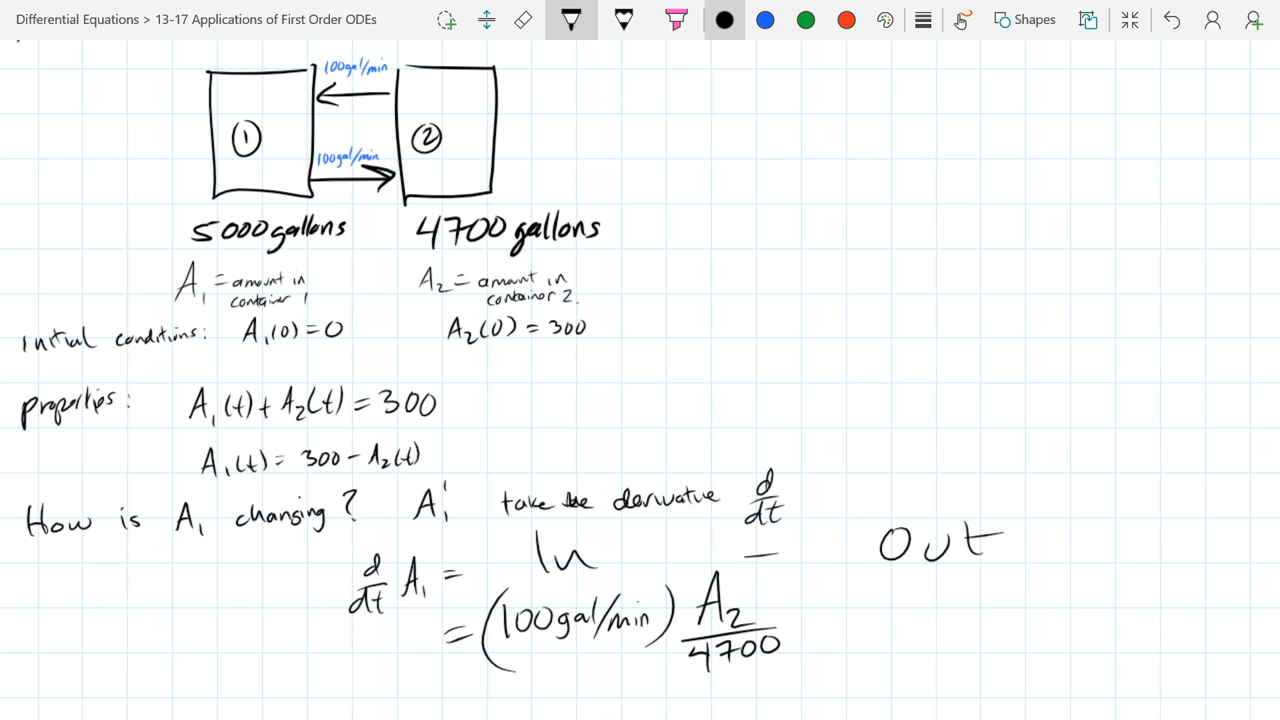 Differential Equations > 13-17 Applications of First Order ODEs
Shapes
100gal/min
① ②
100gal/min
5000gallons 4700 gallons
A₁ = amount in container 1
A₂ = amount in container 2.
Initial conditions: A₁(0) = 0 A₂(0) = 300
properties: A₁(t) + A₂(t) = 300
A₁(t) = 300 - A₂(t)
How is A₁ changing? A₁' take the derivative d/dt
d/dt A₁ = In - Out
= (100gal/min) A₂/4700